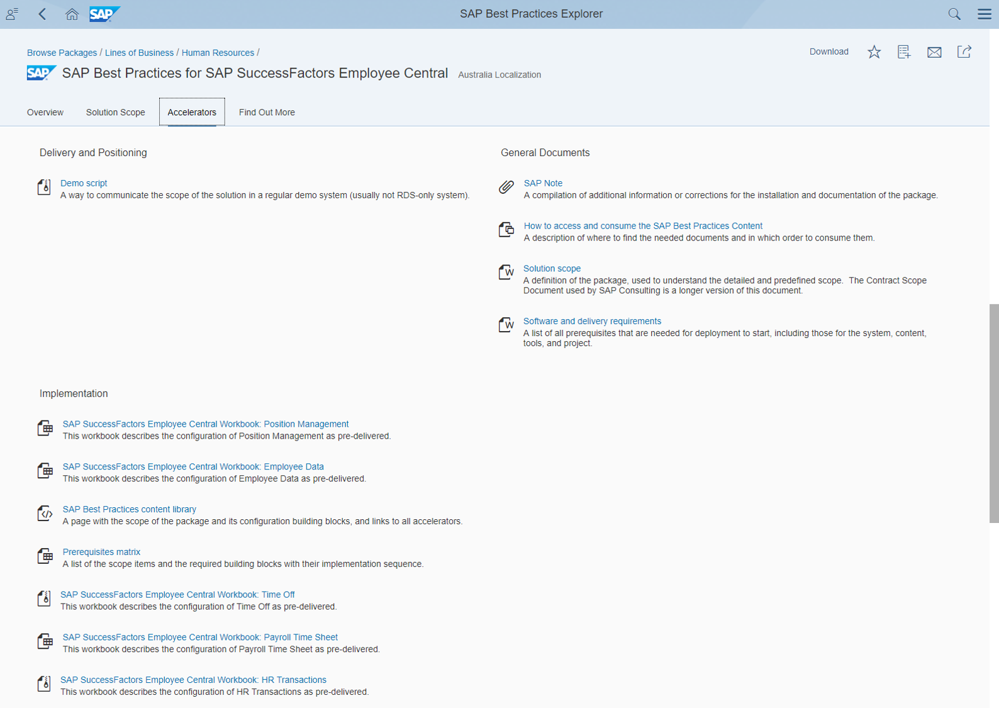 SAP
SAP Best Practices Explorer
Browse Packages / Lines of Business / Human Resources /
Download
SAP SAP Best Practices for SAP SuccessFactors Employee Central Australia Localization
Overview Solution Scope Accelerators Find Out More
Delivery and Positioning
Demo script
A way to communicate the scope of the solution in a regular demo system (usually not RDS-only system).
General Documents
SAP Note
A compilation of additional information or corrections for the installation and documentation of the package.
How to access and consume the SAP Best Practices Content
A description of where to find the needed documents and in which order to consume them.
W
Solution scope
A definition of the package, used to understand the detailed and predefined scope.  The Contract Scope
Document used by SAP Consulting is a longer version of this document.
W
Software and delivery requirements
A list of all prerequisites that are needed for deployment to start, including those for the system, content,
tools, and project.
Implementation
SAP SuccessFactors Employee Central Workbook: Position Management
This workbook describes the configuration of Position Management as pre-delivered.
SAP SuccessFactors Employee Central Workbook: Employee Data
This workbook describes the configuration of Employee Data as pre-delivered.
SAP Best Practices content library
A page with the scope of the package and its configuration building blocks, and links to all accelerators.
Prerequisites matrix
A list of the scope items and the required building blocks with their implementation sequence.
SAP SuccessFactors Employee Central Workbook: Time Off
This workbook describes the configuration of Time Off as pre-delivered.
SAP SuccessFactors Employee Central Workbook: Payroll Time Sheet
This workbook describes the configuration of Payroll Time Sheet as pre-delivered.
SAP SuccessFactors Employee Central Workbook: HR Transactions
This workbook describes the configuration of HR Transactions as pre-delivered.